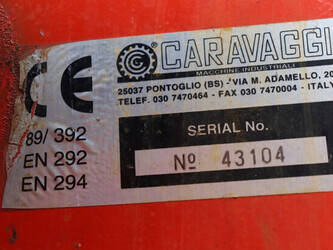 CARAVAGGI
MACCHINE INDUSTRIALI
25037 PONTOGLIO (BS) - VIA M. ADAMELLO, 20
TELEF. 030 7470464 - FAX 030 7470004 - ITALY
CE
89/392
EN 292
EN 294
SERIAL No.
Nº 43104